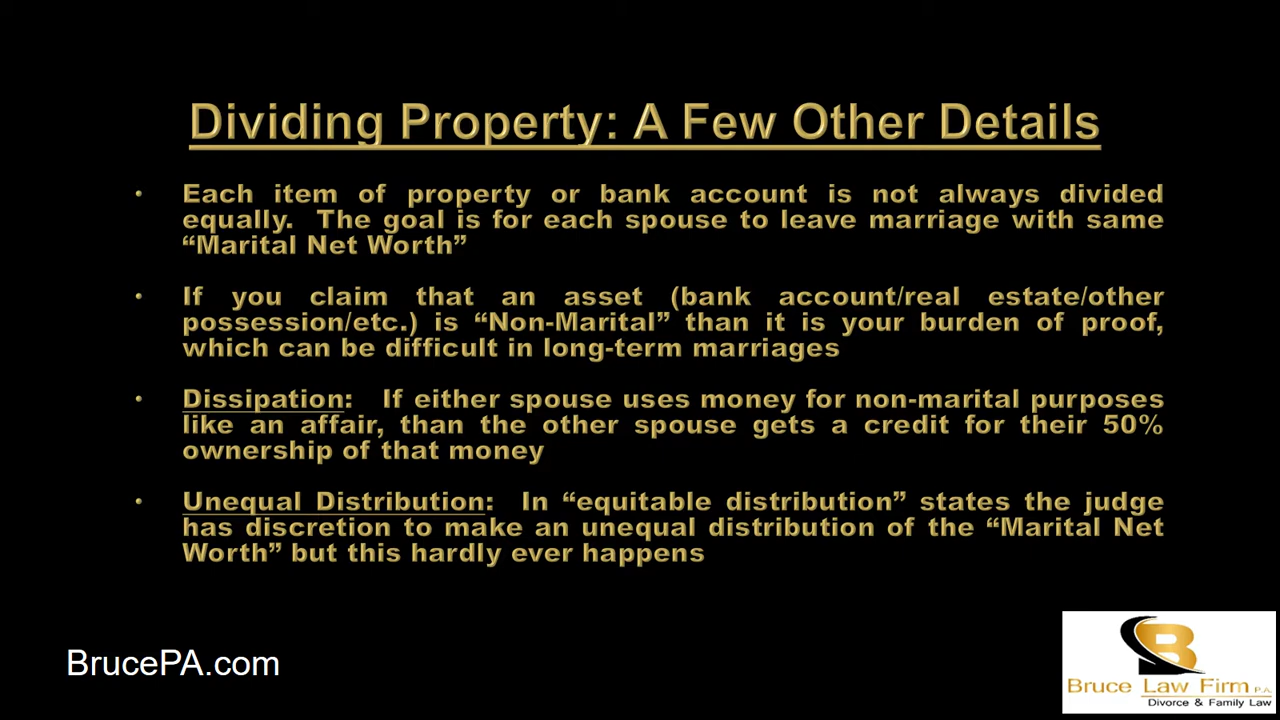 Dividing Property: A Few Other Details
• Each item of property or bank account is not always divided
equally. The goal is for each spouse to leave marriage with same
“Marital Net Worth”
• If you claim that an asset (bank account/real estate/other
possession/etc.) is “Non-Marital” than it is your burden of proof,
which can be difficult in long-term marriages
• Dissipation: If either spouse uses money for non-marital purposes
like an affair, than the other spouse gets a credit for their 50%
ownership of that money
• Unequal Distribution: In “equitable distribution” states the judge
has discretion to make an unequal distribution of the “Marital Net
Worth” but this hardly ever happens
BrucePA.com
B
Bruce Law Firm P.A.
Divorce & Family Law